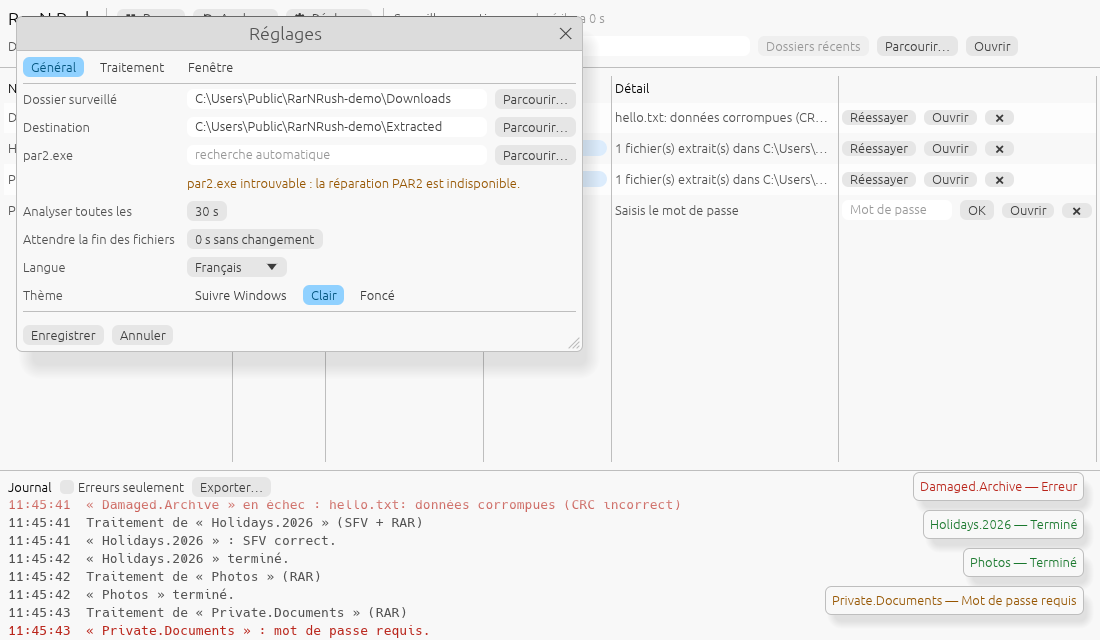 Réglages
Général Traitement Fenêtre
Dossier surveillé C:\Users\Public\RarNRush-demo\Downloads Parcourir…
Destination C:\Users\Public\RarNRush-demo\Extracted Parcourir…
par2.exe recherche automatique Parcourir…
par2.exe introuvable : la réparation PAR2 est indisponible.
Analyser toutes les 30 s
Attendre la fin des fichiers 0 s sans changement
Langue Français
Thème Suivre Windows Clair Foncé
Enregistrer Annuler
a 0 s
Dossiers récents Parcourir… Ouvrir
Détail
hello.txt: données corrompues (CR… Réessayer Ouvrir ×
1 fichier(s) extrait(s) dans C:\Users\… Réessayer Ouvrir ×
1 fichier(s) extrait(s) dans C:\Users\… Réessayer Ouvrir ×
Saisis le mot de passe Mot de passe OK Ouvrir ×
Journal Erreurs seulement Exporter…
11:45:41 « Damaged.Archive » en échec : hello.txt: données corrompues (CRC incorrect)
11:45:41 Traitement de « Holidays.2026 » (SFV + RAR)
11:45:41 « Holidays.2026 » : SFV correct.
11:45:42 « Holidays.2026 » terminé.
11:45:42 Traitement de « Photos » (RAR)
11:45:42 « Photos » terminé.
11:45:43 Traitement de « Private.Documents » (RAR)
11:45:43 « Private.Documents » : mot de passe requis.
Damaged.Archive — Erreur
Holidays.2026 — Terminé
Photos — Terminé
Private.Documents — Mot de passe requis